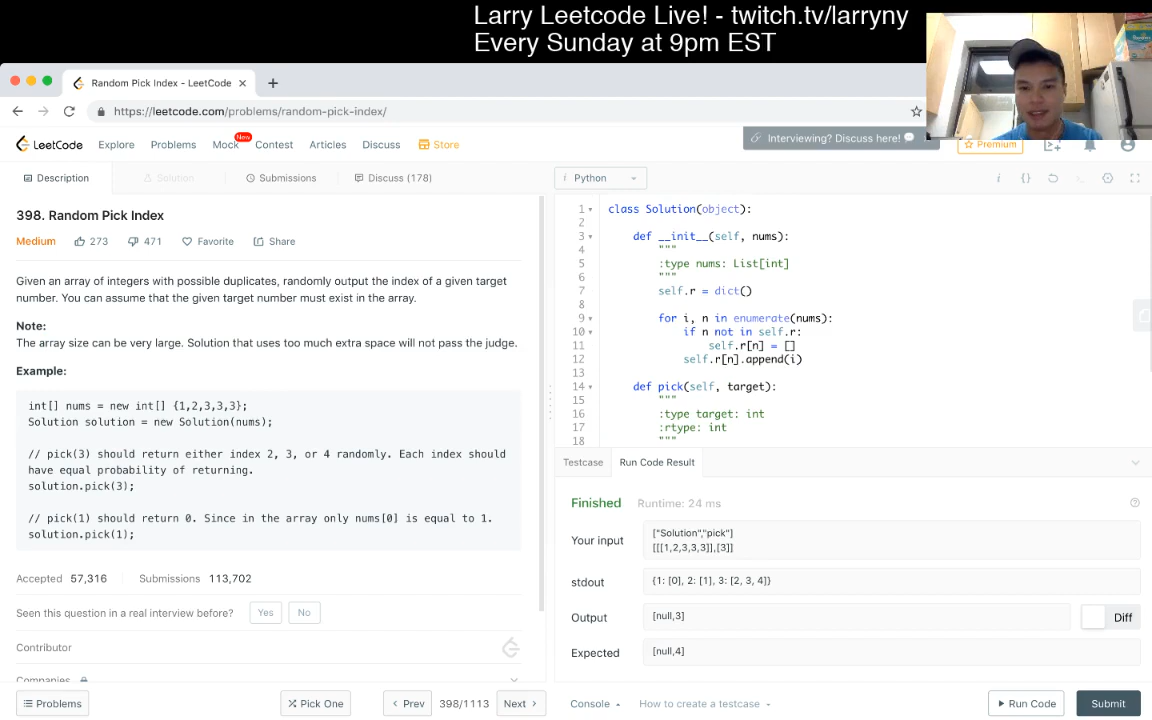 Larry Leetcode Live! - twitch.tv/larryny
Every Sunday at 9pm EST
Random Pick Index - LeetCode
https://leetcode.com/problems/random-pick-index/
LeetCode
Explore
Problems
Mock
New
Contest
Articles
Discuss
Store
Interviewing? Discuss here!
Premium
Description
Solution
Submissions
Discuss (178)
i Python
398. Random Pick Index
Medium
273
471
Favorite
Share
Given an array of integers with possible duplicates, randomly output the index of a given target
number. You can assume that the given target number must exist in the array.
Note:
The array size can be very large. Solution that uses too much extra space will not pass the judge.
Example:
int[] nums = new int[] {1,2,3,3,3};
Solution solution = new Solution(nums);
// pick(3) should return either index 2, 3, or 4 randomly. Each index should
have equal probability of returning.
solution.pick(3);
// pick(1) should return 0. Since in the array only nums[0] is equal to 1.
solution.pick(1);
Accepted 57,316
Submissions 113,702
Seen this question in a real interview before?
Yes
No
Contributor
Companies
Problems
Pick One
Prev
398/1113
Next
1 class Solution(object):
2
3 def __init__(self, nums):
4 """
5 :type nums: List[int]
6 """
7 self.r = dict()
8
9 for i, n in enumerate(nums):
10 if n not in self.r:
11 self.r[n] = []
12 self.r[n].append(i)
13
14 def pick(self, target):
15 """
16 :type target: int
17 :rtype: int
18 """
Testcase
Run Code Result
Finished
Runtime: 24 ms
Your input
["Solution","pick"]
[[[1,2,3,3,3]],[3]]
stdout
{1: [0], 2: [1], 3: [2, 3, 4]}
Output
[null,3]
Diff
Expected
[null,4]
Console
How to create a testcase
Run Code
Submit